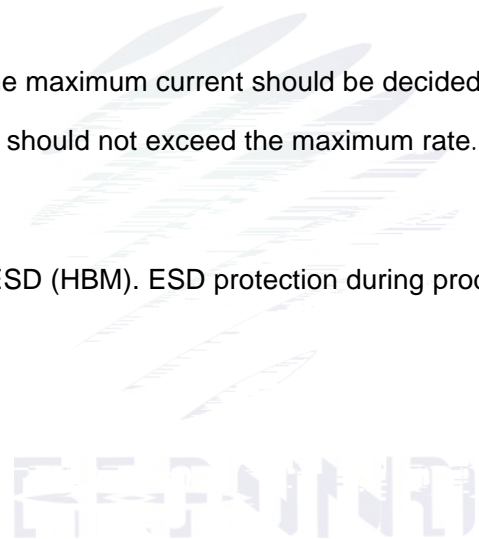 e maximum current should be decided
should not exceed the maximum rate.
ESD (HBM). ESD protection during proc